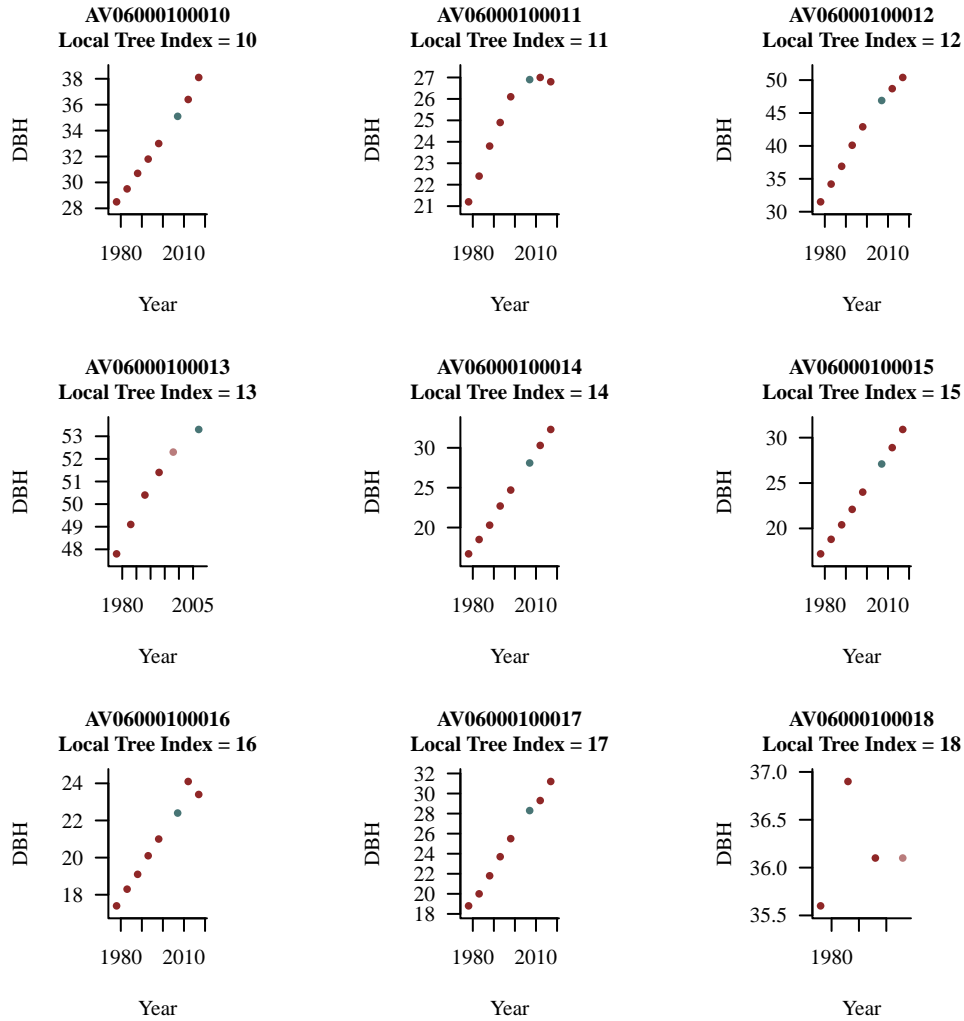 AV06000100010
Local Tree Index = 10
38
36
34
32
30
28
DBH
1980 2010
Year
AV06000100011
Local Tree Index = 11
27
26
25
24
23
22
21
DBH
1980 2010
Year
AV06000100012
Local Tree Index = 12
50
45
40
35
30
DBH
1980 2010
Year
AV06000100013
Local Tree Index = 13
53
52
51
50
49
48
DBH
1980 2005
Year
AV06000100014
Local Tree Index = 14
30
25
20
DBH
1980 2010
Year
AV06000100015
Local Tree Index = 15
30
25
20
DBH
1980 2010
Year
AV06000100016
Local Tree Index = 16
24
22
20
18
DBH
1980 2010
Year
AV06000100017
Local Tree Index = 17
32
30
28
26
24
22
20
18
DBH
1980 2010
Year
AV06000100018
Local Tree Index = 18
37.0
36.5
36.0
35.5
DBH
1980
Year